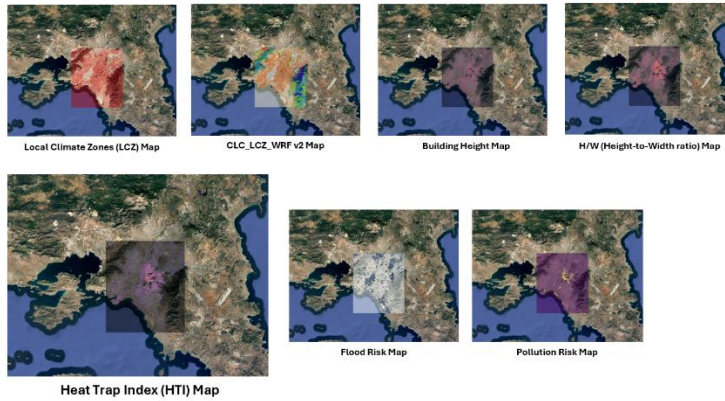 Local Climate Zones (LCZ) Map
CLC_LCZ_WRF v2 Map
Building Height Map
H/W (Height-to-Width ratio) Map
Heat Trap Index (HTI) Map
Flood Risk Map
Pollution Risk Map